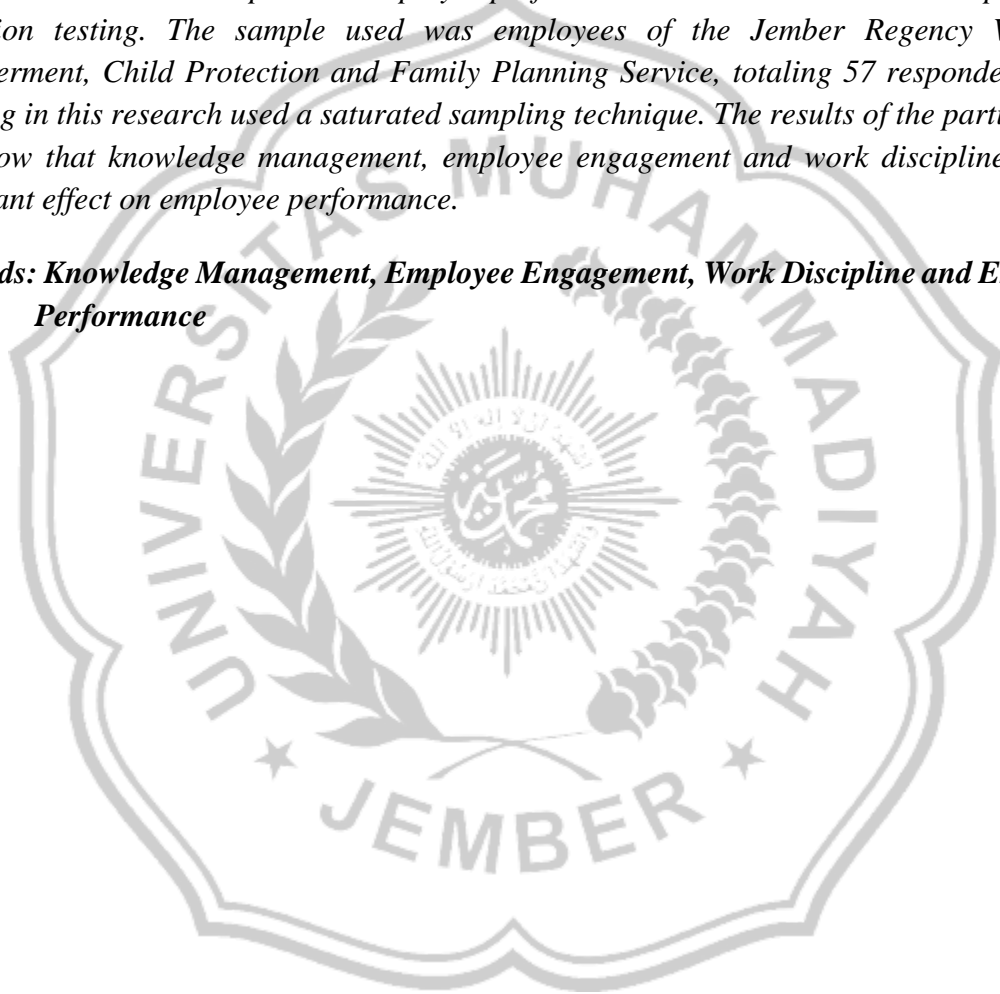 ion testing. The sample used was employees of the Jember Regency
erment, Child Protection and Family Planning Service, totaling 57 responde
g in this research used a saturated sampling technique. The results of the parti
ow that knowledge management, employee engagement and work discipline
ant effect on employee performance.
ds: Knowledge Management, Employee Engagement, Work Discipline and E
Performance
UNIVERSITAS MUHAMMADIYAH
JEMBER